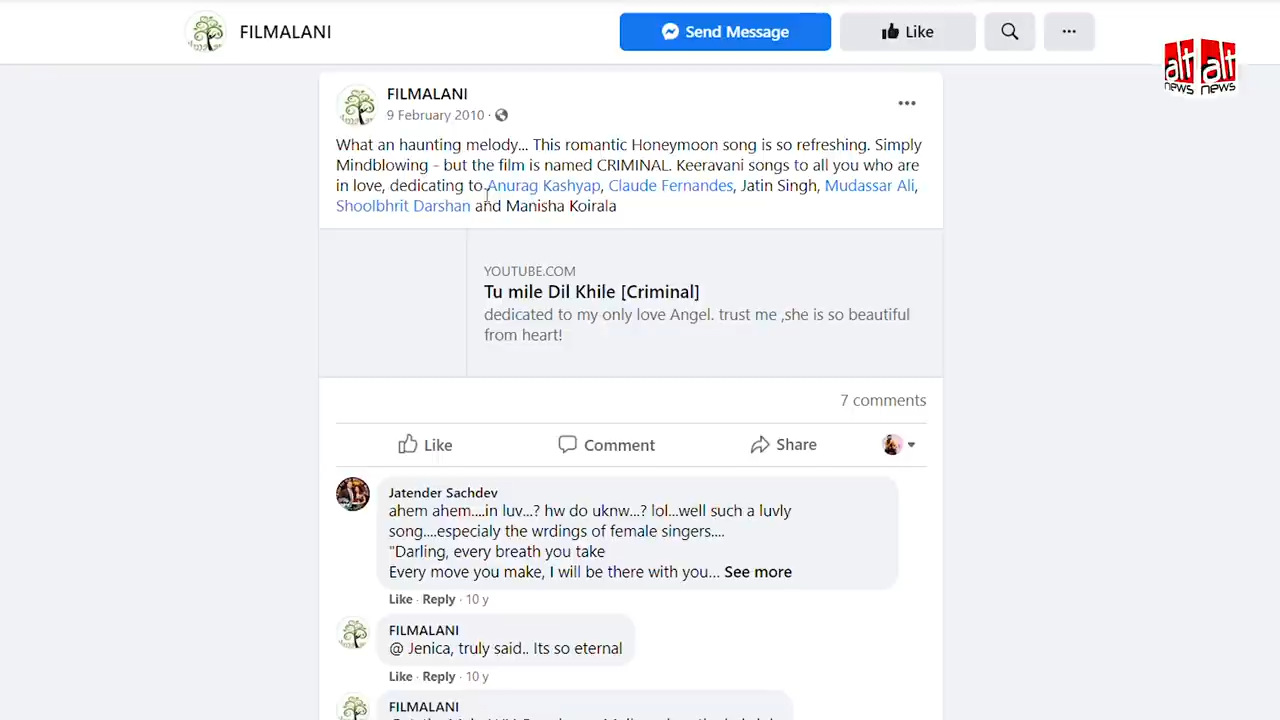 FILMALANI
Send Message
Like
alt alt
news news
FILMALANI
9 February 2010 ·
What an haunting melody... This romantic Honeymoon song is so refreshing. Simply
Mindblowing - but the film is named CRIMINAL. Keeravani songs to all you who are
in love, dedicating to Anurag Kashyap, Claude Fernandes, Jatin Singh, Mudassar Ali,
Shoolbhrit Darshan and Manisha Koirala
YOUTUBE.COM
Tu mile Dil Khile [Criminal]
dedicated to my only love Angel. trust me ,she is so beautiful
from heart!
7 comments
Like Comment Share
Jatender Sachdev
ahem ahem....in luv...? hw do uknw...? lol...well such a luvly
song....especialy the wrdings of female singers....
"Darling, every breath you take
Every move you make, I will be there with you... See more
Like · Reply · 10 y
FILMALANI
@ Jenica, truly said.. Its so eternal
Like · Reply · 10 y
FILMALANI